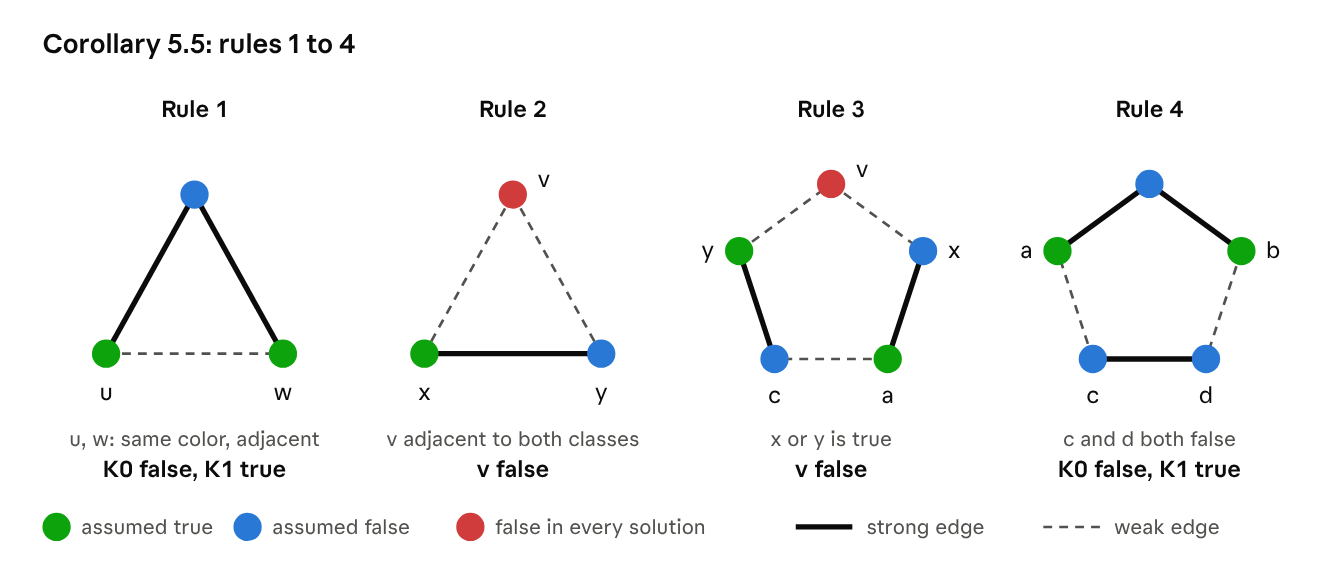 Corollary 5.5: rules 1 to 4
Rule 1
Rule 2
Rule 3
Rule 4
v
v
y
x
a
b
u
w
x
y
c
a
c
d
u, w: same color, adjacent
v adjacent to both classes
x or y is true
c and d both false
K0 false, K1 true
v false
v false
K0 false, K1 true
assumed true
assumed false
false in every solution
strong edge
weak edge